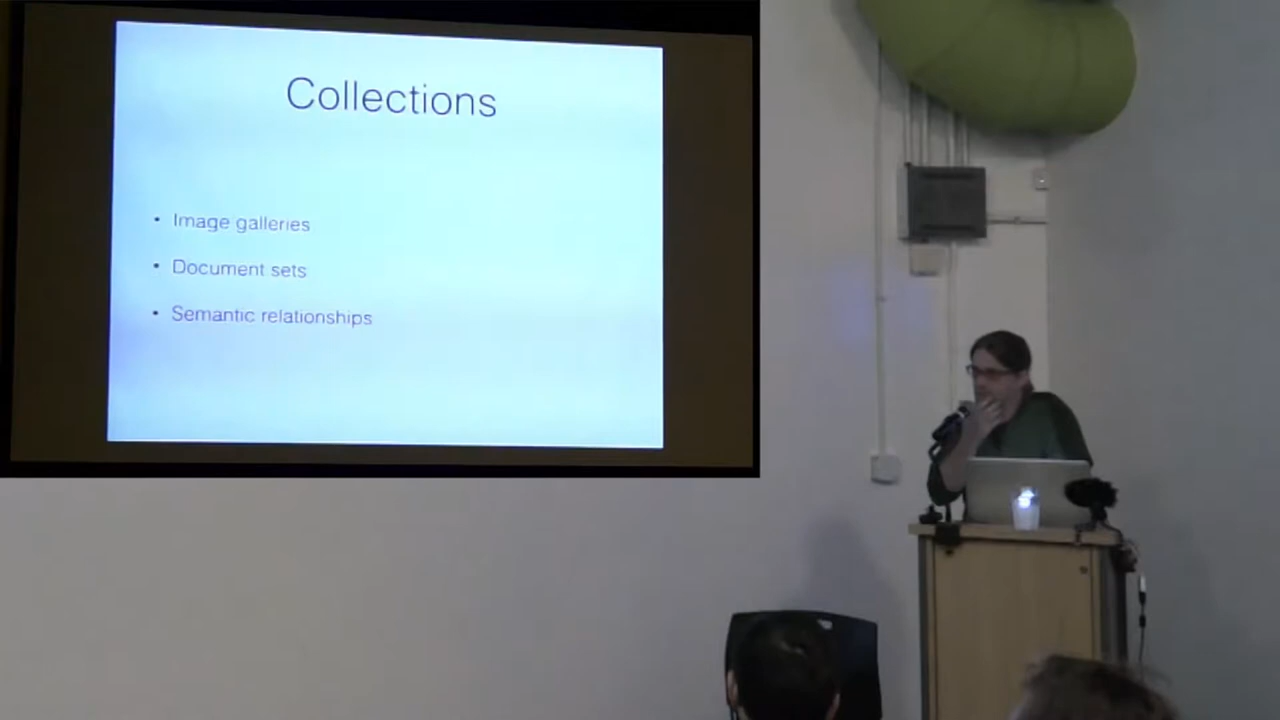 Collections
• Image galleries
• Document sets
• Semantic relationships